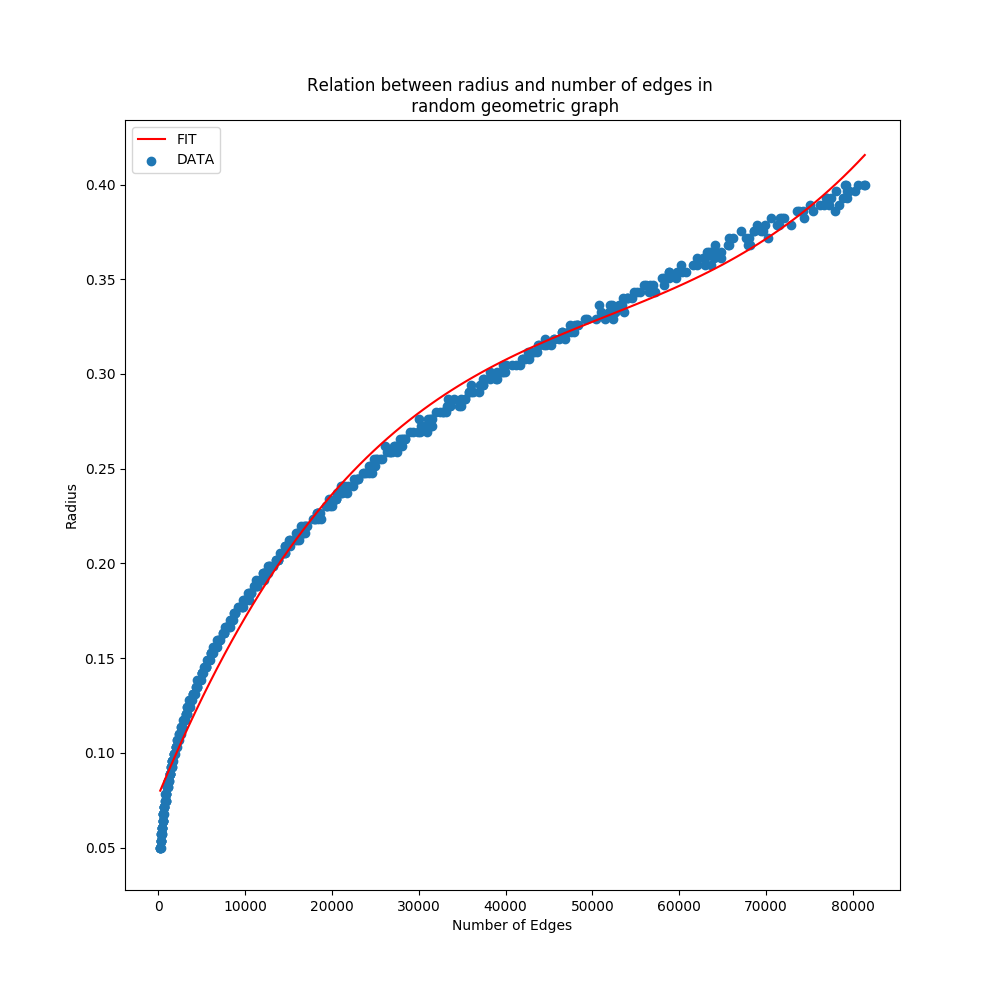 Relation between radius and number of edges in
random geometric graph
FIT
DATA
0.40
0.35
0.30
0.25
0.20
0.15
0.10
0.05
Radius
0
10000
20000
30000
40000
50000
60000
70000
80000
Number of Edges